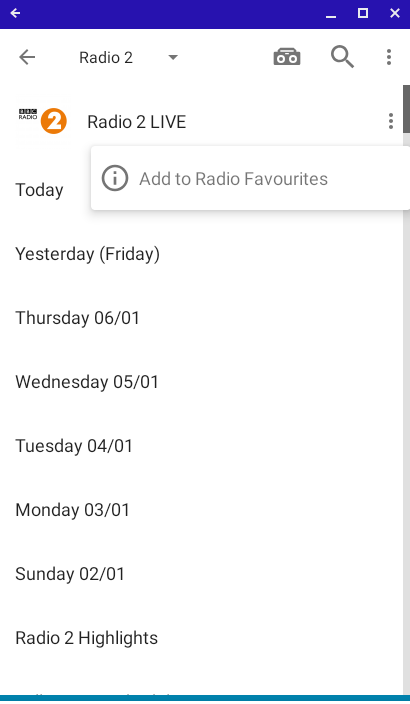 Radio 2
BBC
RADIO
2
Radio 2 LIVE
Add to Radio Favourites
Today
Yesterday (Friday)
Thursday 06/01
Wednesday 05/01
Tuesday 04/01
Monday 03/01
Sunday 02/01
Radio 2 Highlights